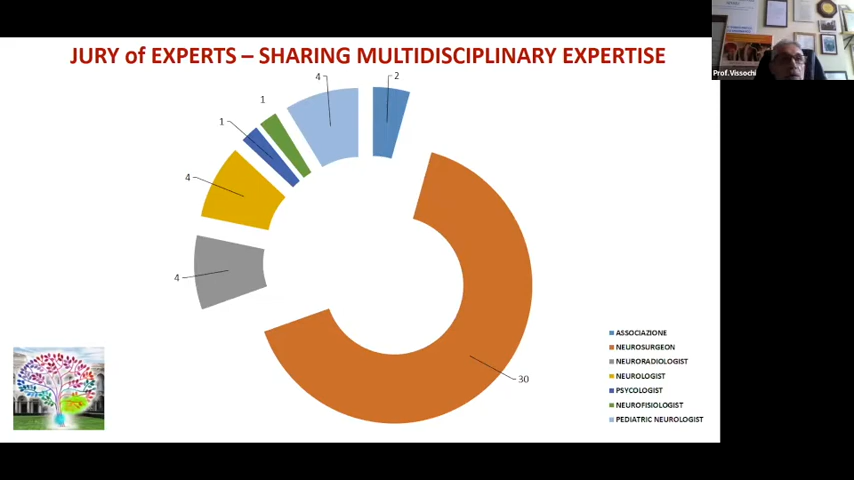 JURY of EXPERTS – SHARING MULTIDISCIPLINARY EXPERTISE
Prof.Vissochi
4
2
1
1
4
4
30
ASSOCIAZIONE
NEUROSURGEON
NEURORADIOLOGIST
NEUROLOGIST
PSYCOLOGIST
NEUROFISIOLOGIST
PEDIATRIC NEUROLOGIST